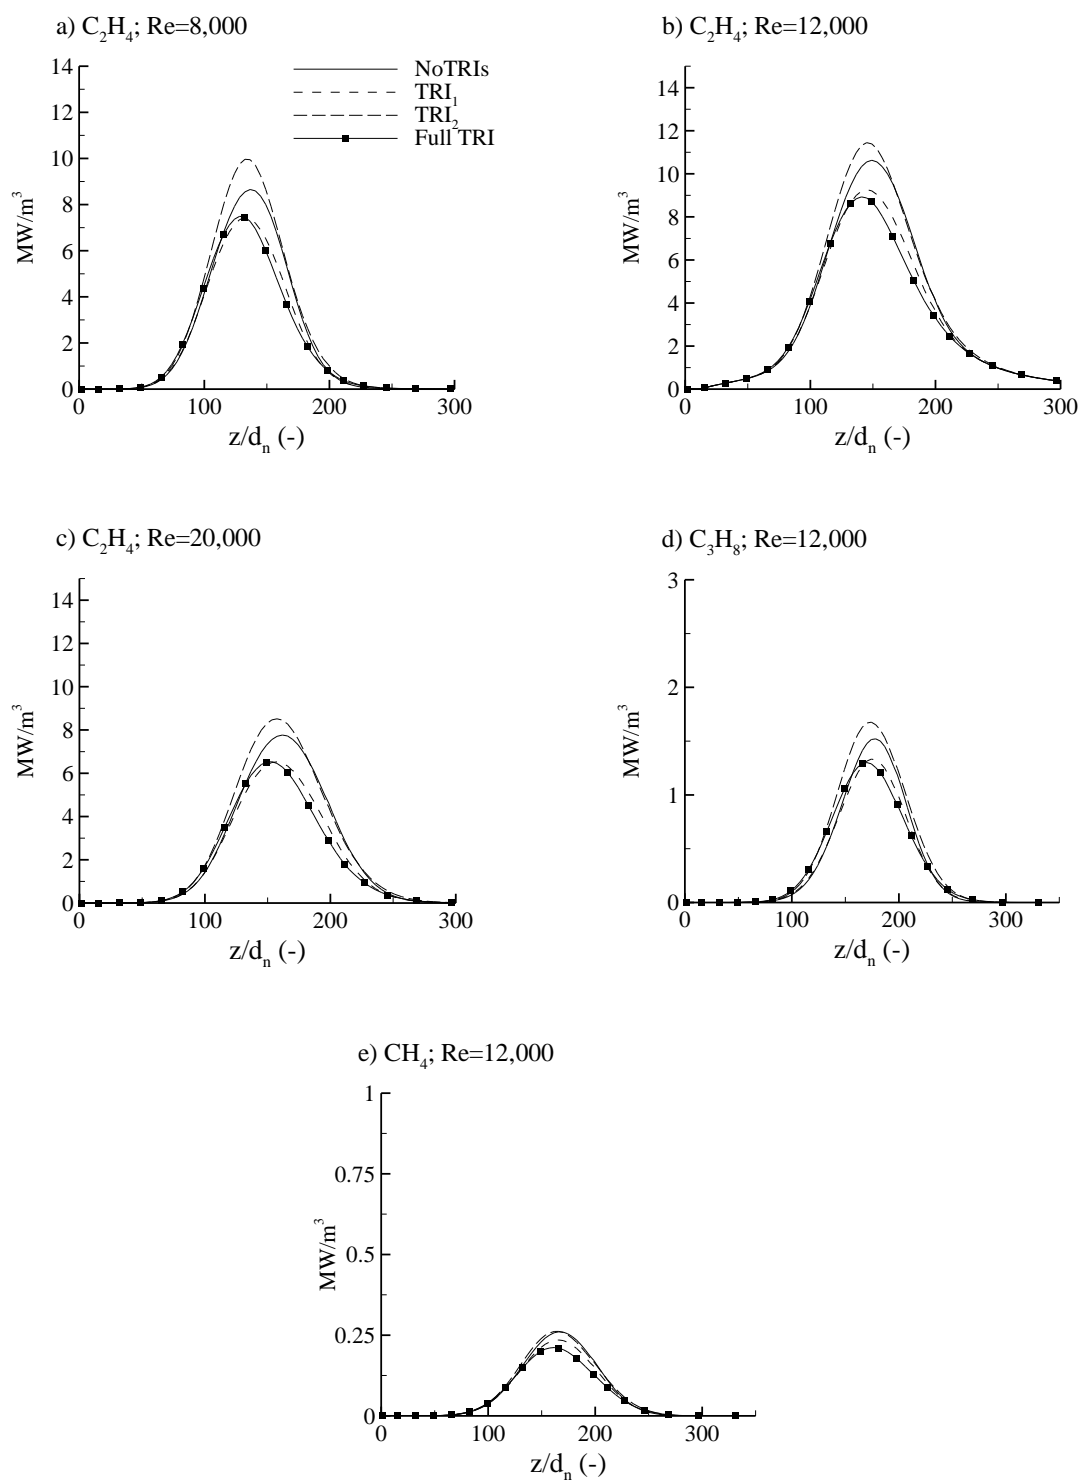 a) C₂H₄; Re=8,000
14
12
10
8
6
4
2
0
MW/m³
0 100 200 300
z/dₙ (-)
NoTRIs
TRI₁
TRI₂
Full TRI
b) C₂H₄; Re=12,000
14
12
10
8
6
4
2
0
MW/m³
0 100 200 300
z/dₙ (-)
c) C₂H₄; Re=20,000
14
12
10
8
6
4
2
0
MW/m³
0 100 200 300
z/dₙ (-)
d) C₃H₈; Re=12,000
3
2
1
0
MW/m³
0 100 200 300
z/dₙ (-)
e) CH₄; Re=12,000
1
0.75
0.5
0.25
0
MW/m³
0 100 200 300
z/dₙ (-)